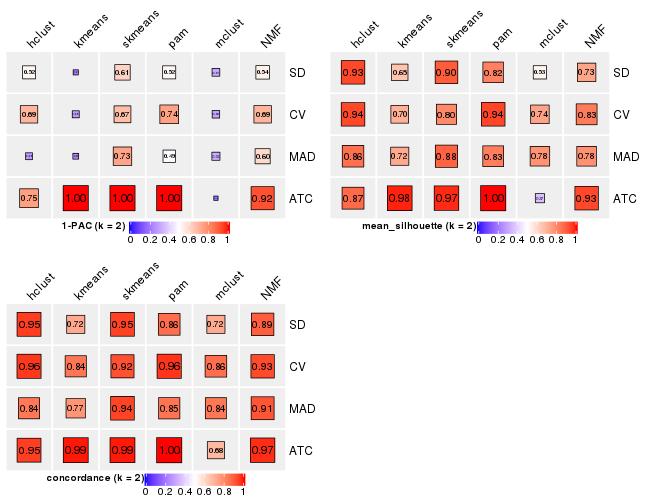 hclust kmeans skmeans pam mclust NMF
0.52 0.61 0.52 0.54 SD
0.69 0.67 0.74 0.69 CV
0.73 0.49 0.60 MAD
0.75 1.00 1.00 1.00 0.92 ATC
1-PAC (k = 2)
0 0.2 0.4 0.6 0.8 1
hclust kmeans skmeans pam mclust NMF
0.93 0.65 0.90 0.82 0.53 0.73 SD
0.94 0.70 0.80 0.94 0.74 0.83 CV
0.86 0.72 0.88 0.83 0.78 0.78 MAD
0.87 0.98 0.97 1.00 0.93 ATC
mean_silhouette (k = 2)
0 0.2 0.4 0.6 0.8 1
hclust kmeans skmeans pam mclust NMF
0.95 0.72 0.95 0.86 0.72 0.89 SD
0.96 0.84 0.92 0.96 0.86 0.93 CV
0.84 0.77 0.94 0.85 0.84 0.91 MAD
0.95 0.99 0.99 1.00 0.68 0.97 ATC
concordance (k = 2)
0 0.2 0.4 0.6 0.8 1